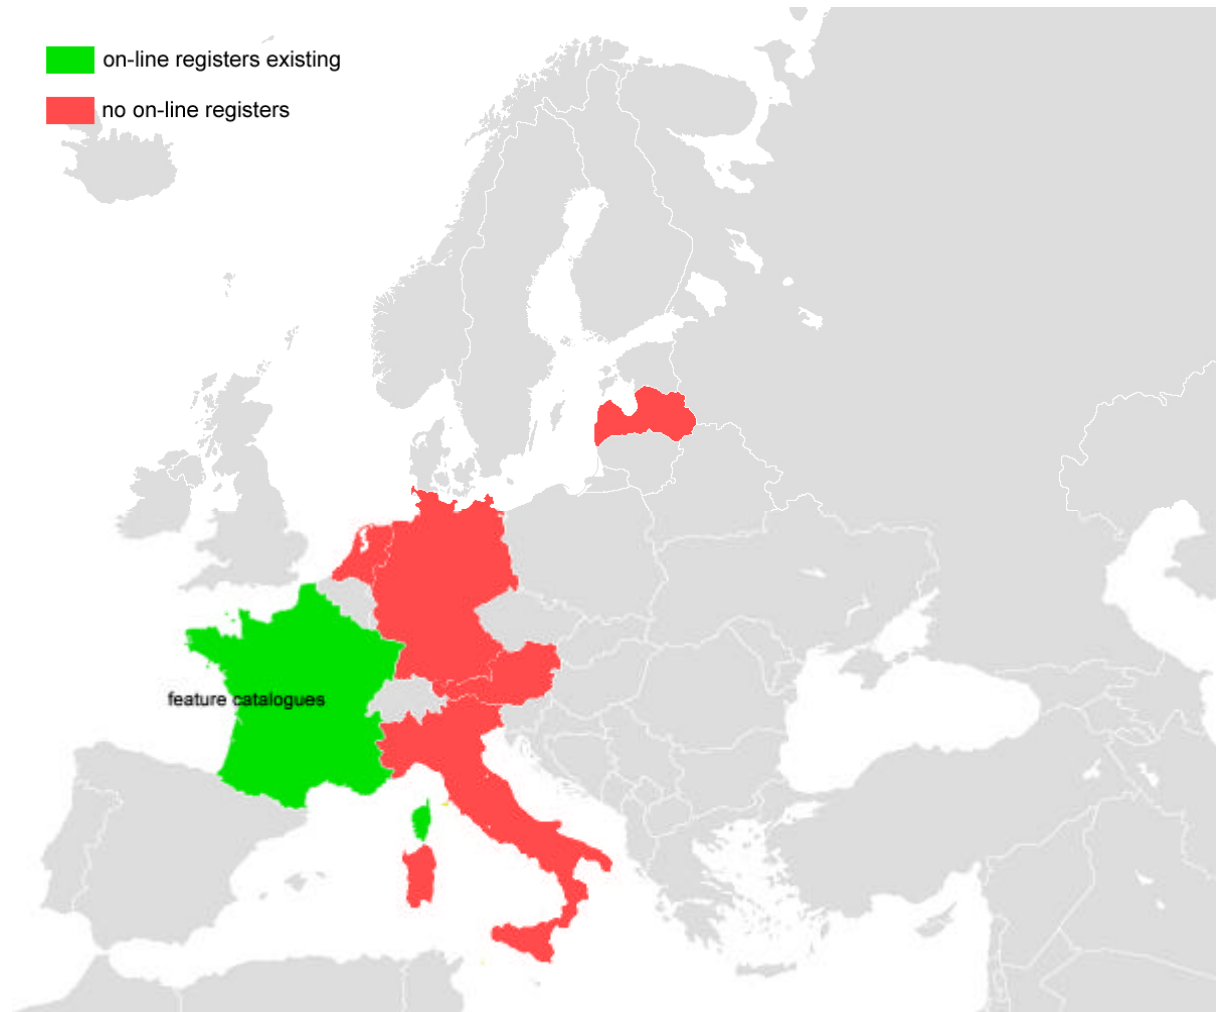 on-line registers existing
no on-line registers
feature catalogues